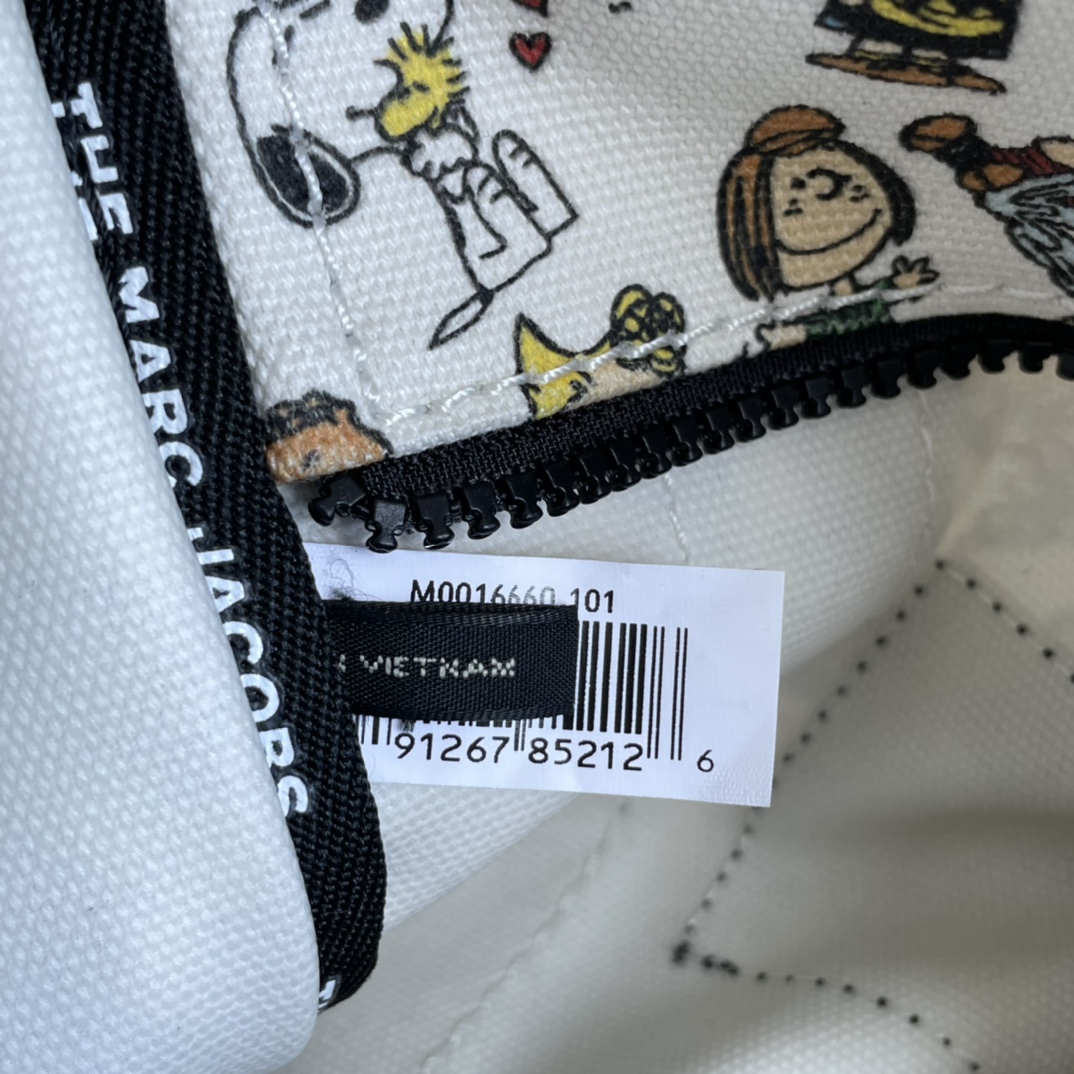 THE MARC JACOBS
M0016660 101
VIETNAM
91267 85212 6